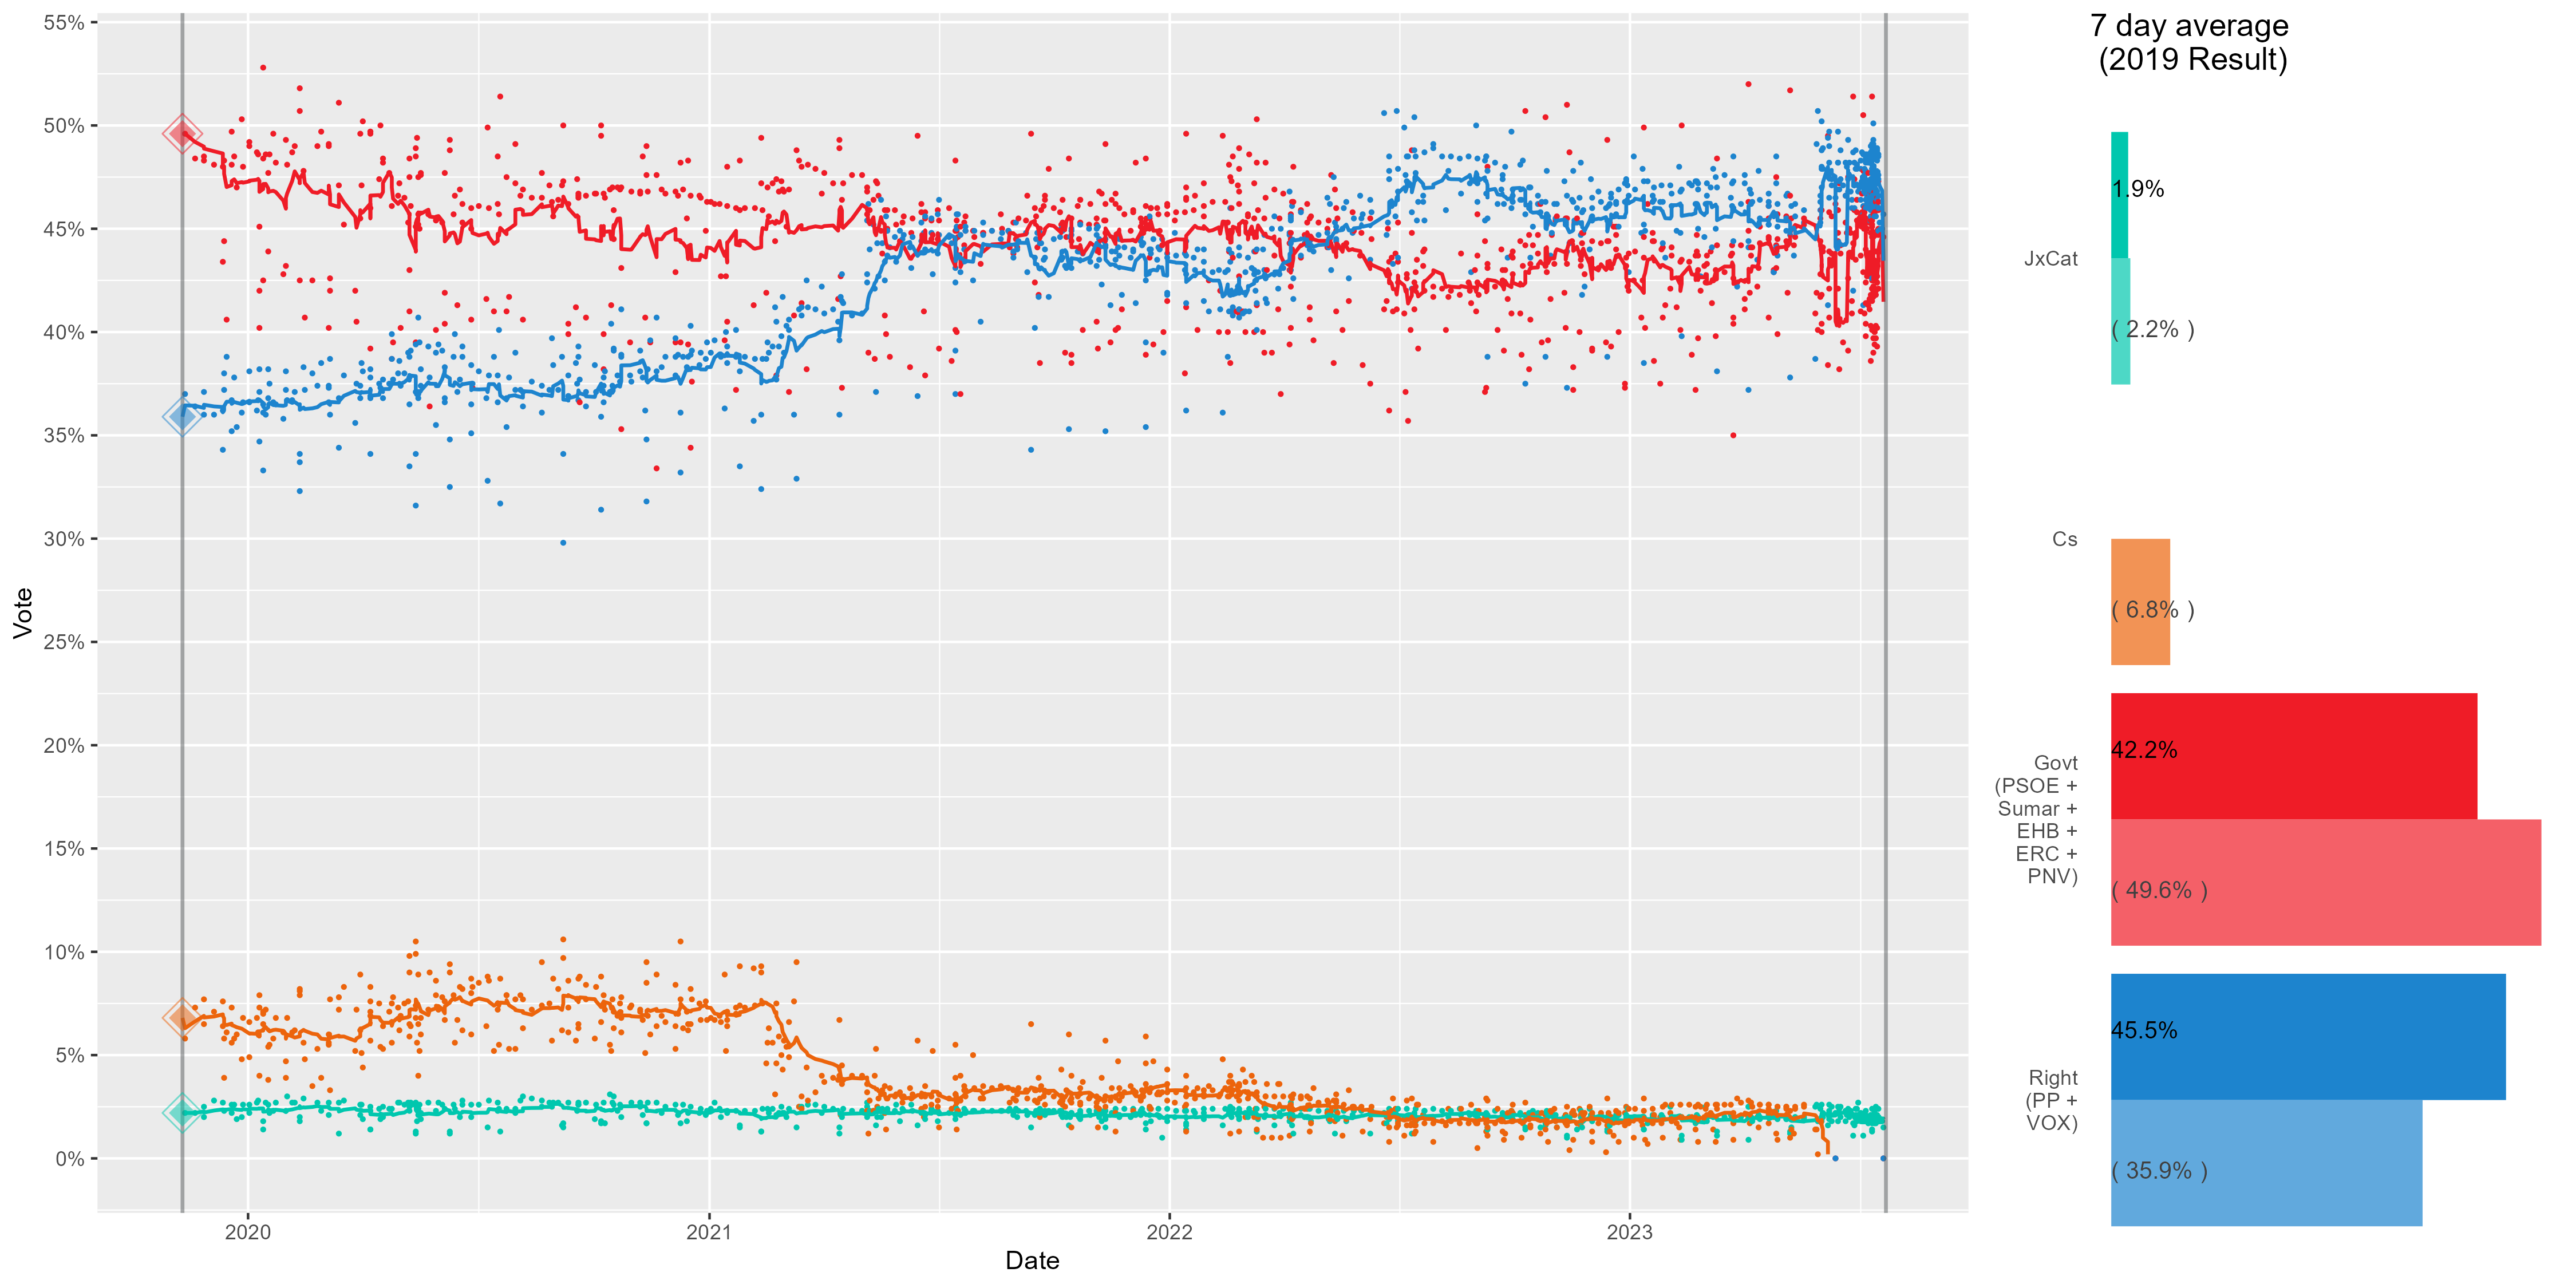 55%
50%
45%
40%
35%
30%
25%
20%
15%
10%
5%
0%
Vote
2020
2021
2022
2023
Date
7 day average
(2019 Result)
JxCat
1.9%
( 2.2% )
Cs
( 6.8% )
Govt
(PSOE +
Sumar +
EHB +
ERC +
PNV)
42.2%
( 49.6% )
Right
(PP +
VOX)
45.5%
( 35.9% )